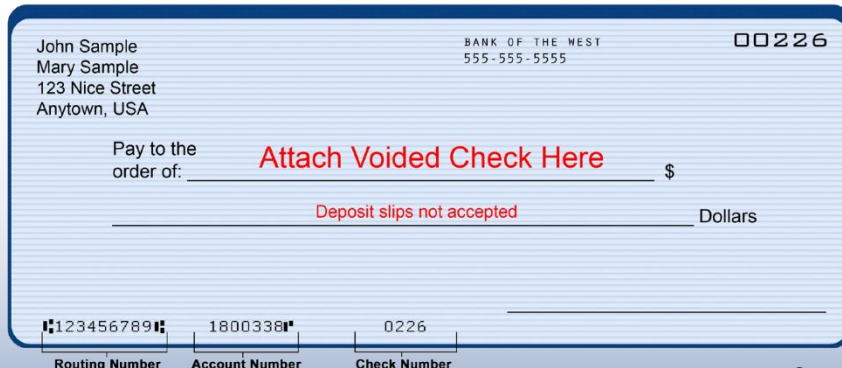 John Sample
Mary Sample
123 Nice Street
Anytown, USA
BANK OF THE WEST
555-555-5555
00226
Pay to the
order of:
Attach Voided Check Here
$
Deposit slips not accepted
Dollars
⑆123456789⑆ 1800338⑈ 0226
Routing Number Account Number Check Number